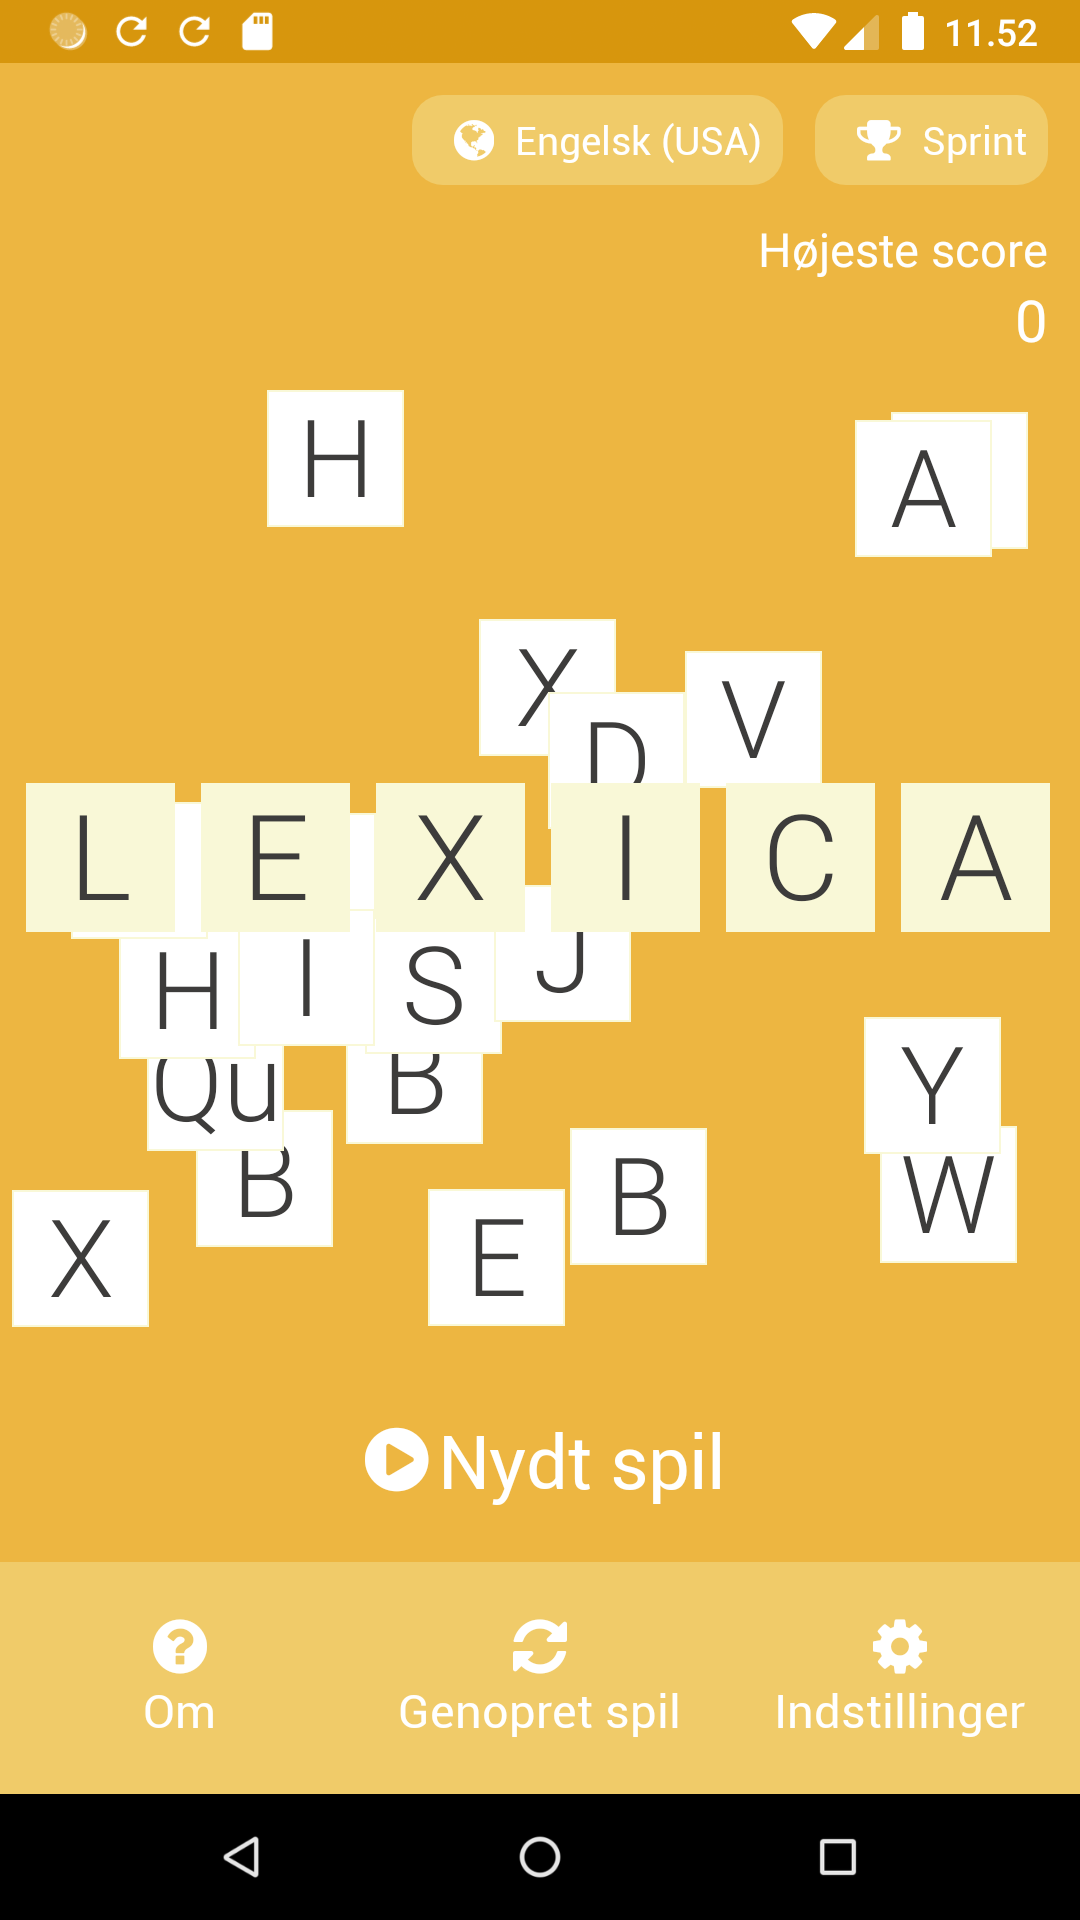 11.52
Engelsk (USA) Sprint
Højeste score
0
H
A
X
V
D
L E X I C A
H I S J
Qu B
Y
B
B
W
X
E
Nydt spil
Om Genopret spil Indstillinger